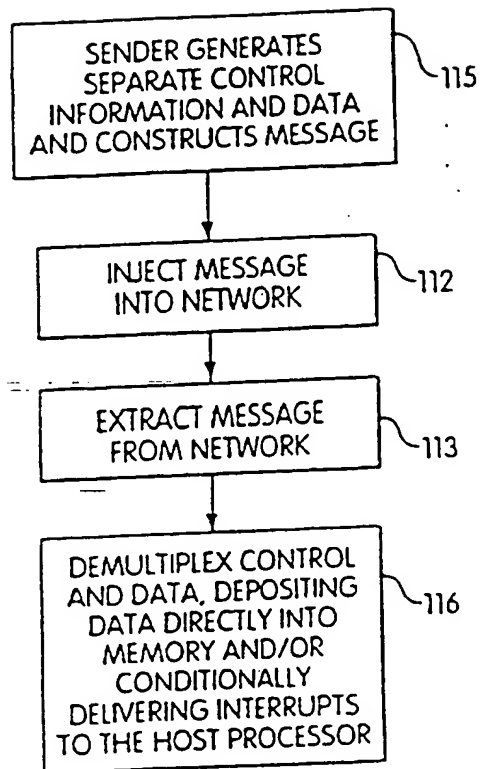 SENDER GENERATES
SEPARATE CONTROL
INFORMATION AND DATA
AND CONSTRUCTS MESSAGE
115
INJECT MESSAGE
INTO NETWORK
112
EXTRACT MESSAGE
FROM NETWORK
113
DEMULTIPLEX CONTROL
AND DATA, DEPOSITING
DATA DIRECTLY INTO
MEMORY AND/OR
CONDITIONALLY
DELIVERING INTERRUPTS
TO THE HOST PROCESSOR
116